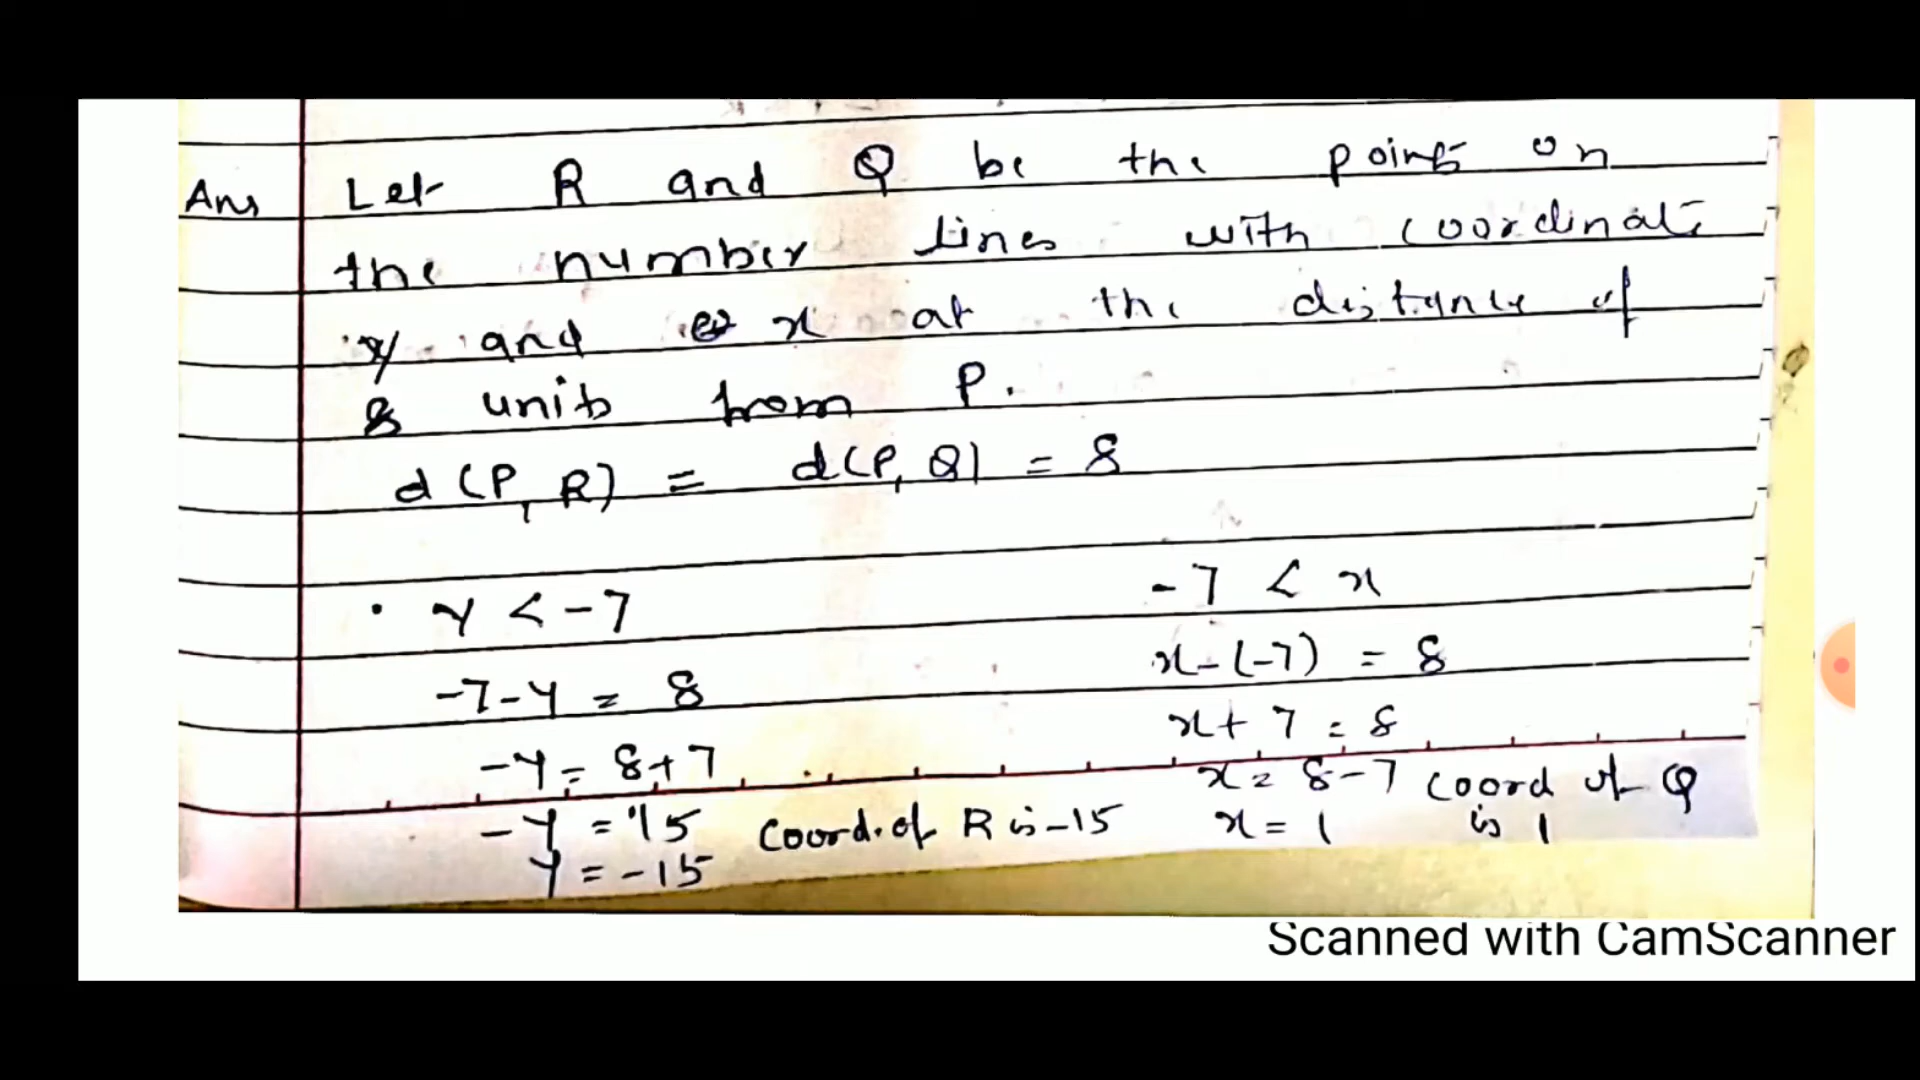 Ans Let R and Q be the points on
the number lines with coordinate
y and x at the distance of
8 units from P.
d(P, R) = d(P, Q) = 8
· y < -7 -7 < x
-7-y = 8 x-(-7) = 8
-y = 8+7 x+7 = 8
-y = 15 Coord. of R is -15 x = 8-7 coord of Q
y = -15 x = 1 is 1
Scanned with CamScanner